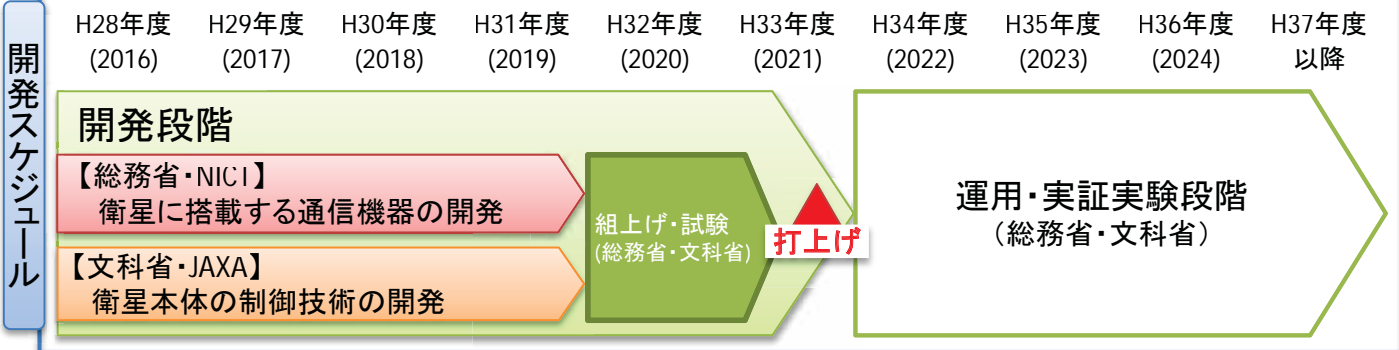 開発スケジュール
H28年度 H29年度 H30年度 H31年度 H32年度 H33年度 H34年度 H35年度 H36年度 H37年度
(2016) (2017) (2018) (2019) (2020) (2021) (2022) (2023) (2024) 以降
開発段階
【総務省・NICT】
衛星に搭載する通信機器の開発
【文科省・JAXA】
衛星本体の制御技術の開発
組上げ・試験
(総務省・文科省)
打上げ
運用・実証実験段階
(総務省・文科省)